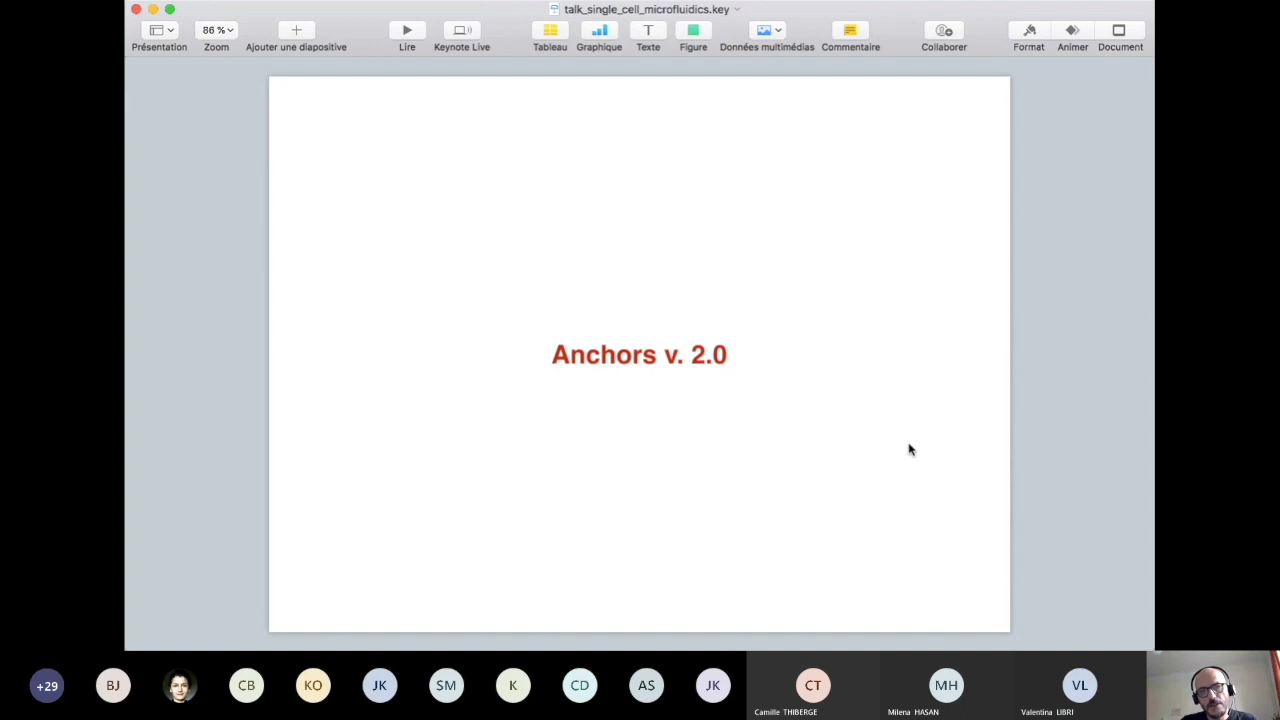 talk_single_cell_microfluidics.key
86 %
Présentation
Zoom
Ajouter une diapositive
Lire
Keynote Live
Tableau
Graphique
Texte
Figure
Données multimédias
Commentaire
Collaborer
Format
Animer
Document
Anchors v. 2.0
+29
BJ
CB
KO
JK
SM
K
CD
AS
JK
CT
MH
VL
Camille THIBERGE
Milena HASAN
Valentina LIBRI